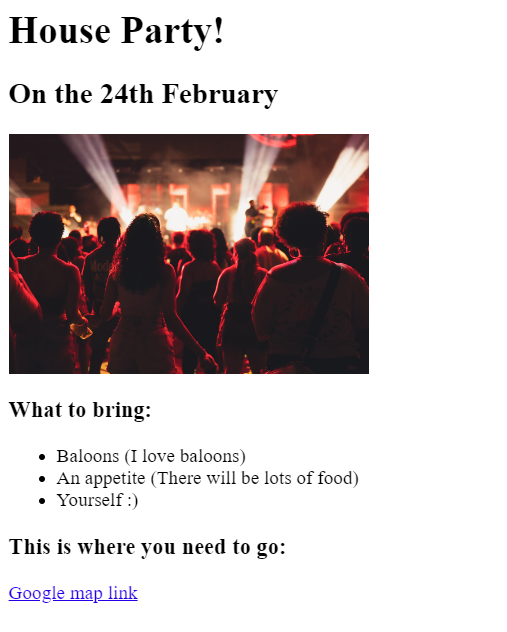 House Party!
On the 24th February
What to bring:
Baloons (I love baloons)
An appetite (There will be lots of food)
Yourself :)
This is where you need to go:
Google map link